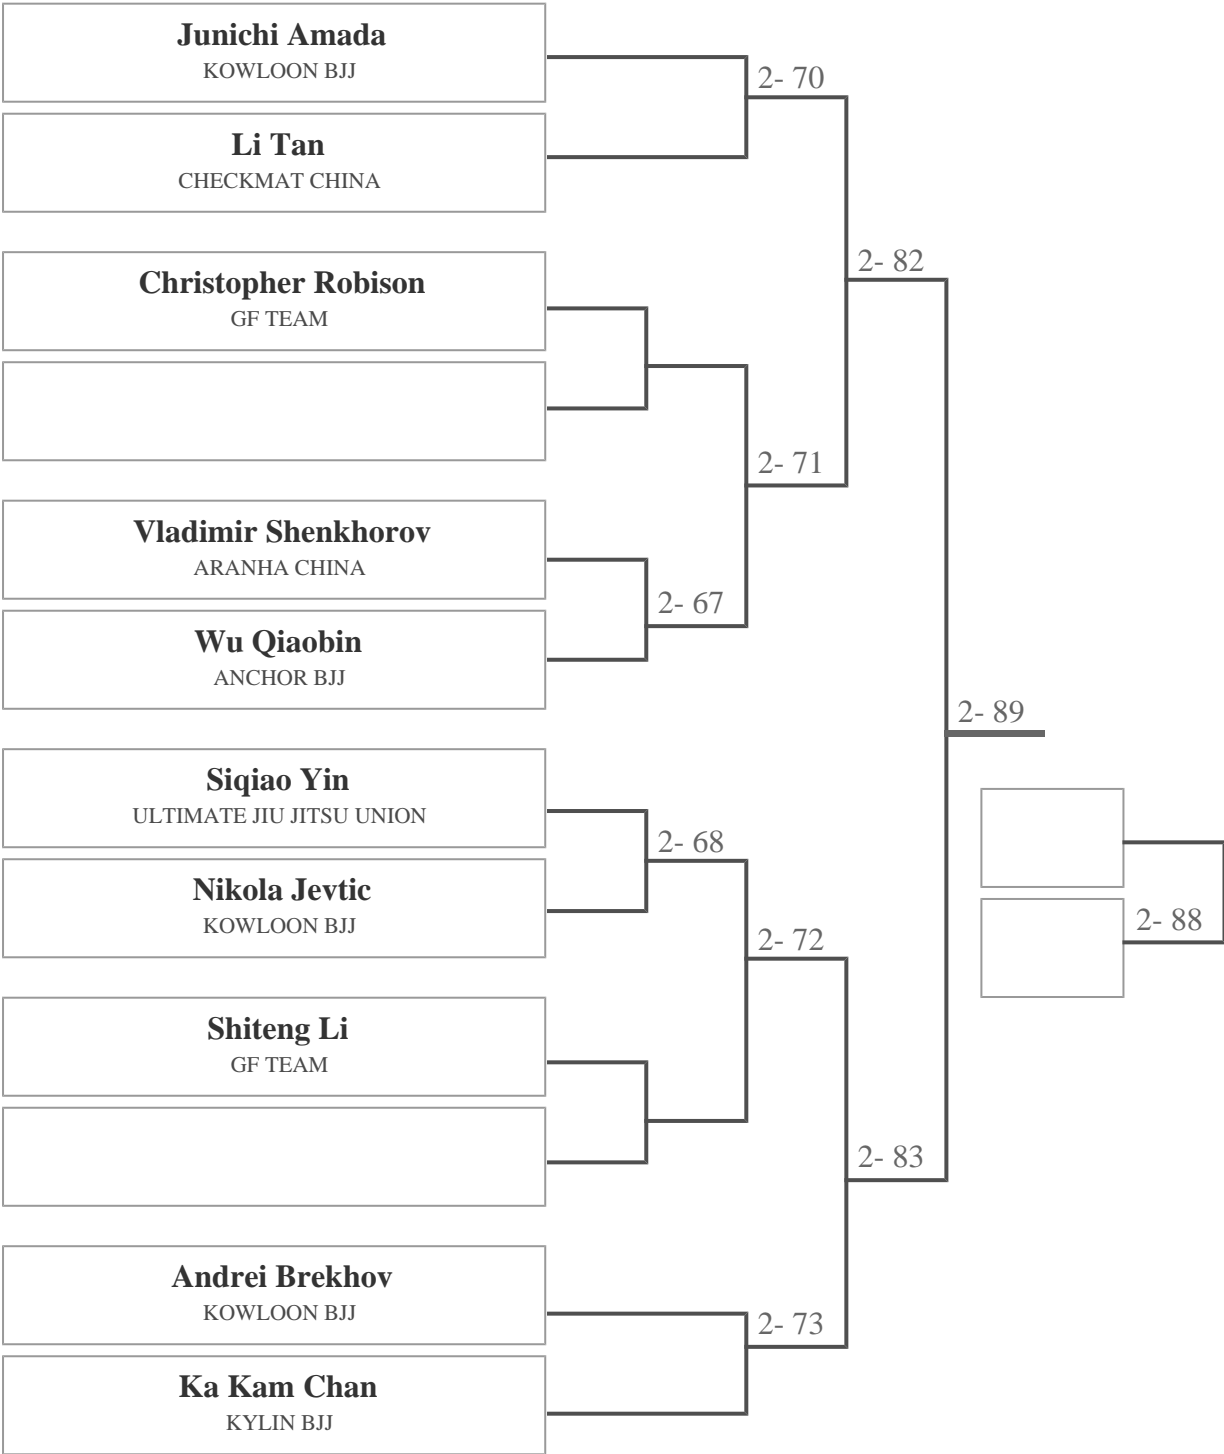 Junichi Amada
KOWLOON BJJ
2- 70
Li Tan
CHECKMAT CHINA
2- 82
Christopher Robison
GF TEAM
2- 71
Vladimir Shenkhorov
ARANHA CHINA
2- 67
Wu Qiaobin
ANCHOR BJJ
2- 89
Siqiao Yin
ULTIMATE JIU JITSU UNION
2- 68
Nikola Jevtic
KOWLOON BJJ
2- 88
2- 72
Shiteng Li
GF TEAM
2- 83
Andrei Brekhov
KOWLOON BJJ
2- 73
Ka Kam Chan
KYLIN BJJ